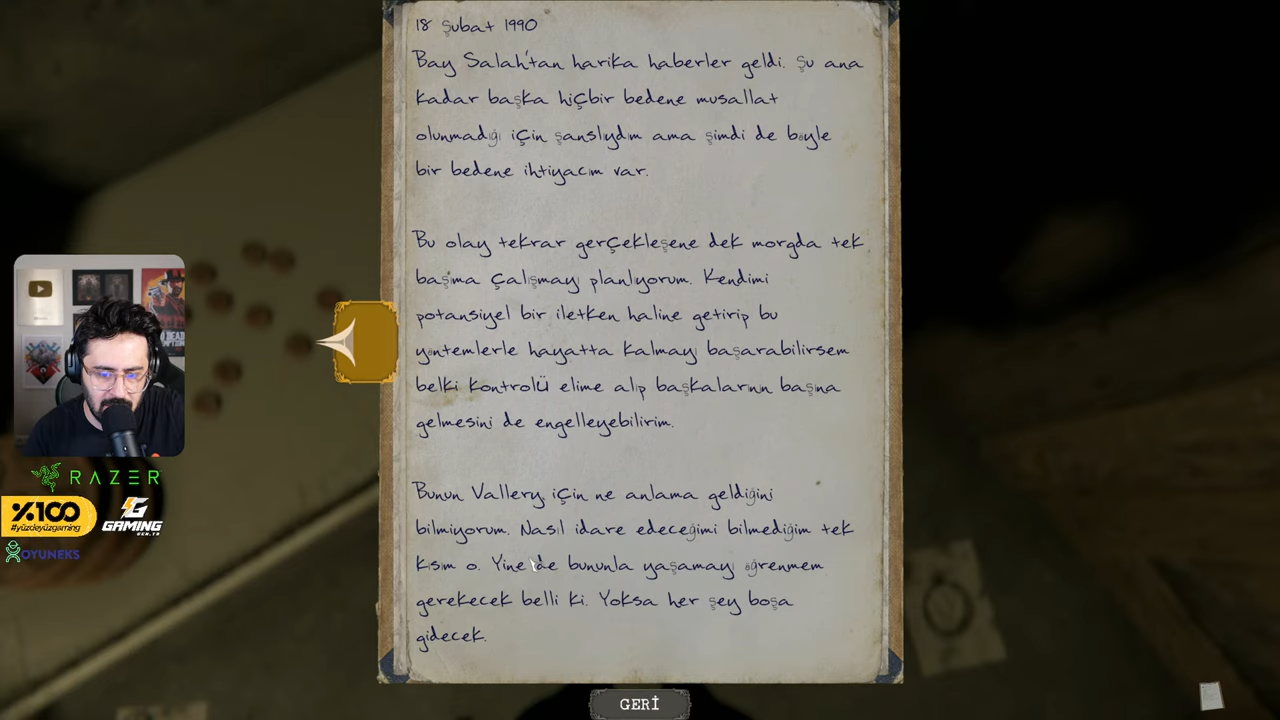 18 Şubat 1990
Bay Salah'tan harika haberler geldi. Şu ana
kadar başka hiçbir bedene musallat
olunmadığı için şanslıydım ama şimdi de böyle
bir bedene ihtiyacım var.
Bu olay tekrar gerçekleşene dek morgda tek
başıma çalışmayı planlıyorum. Kendimi
potansiyel bir iletken haline getirip bu
yöntemlerle hayatta kalmayı başarabilirsem
belki kontrolü elime alıp başkalarının başına
gelmesini de engelleyebilirim.
Bunun Vallery için ne anlama geldiğini
bilmiyorum. Nasıl idare edeceğimi bilmediğim tek
kısım o. Yine de bununla yaşamayı öğrenmem
gerekecek belli ki. Yoksa her şey boşa
gidecek.
GERİ
RAZER
%100
#yüzdeyüzgaming
GAMING
GEN.TR
OYUNEKS